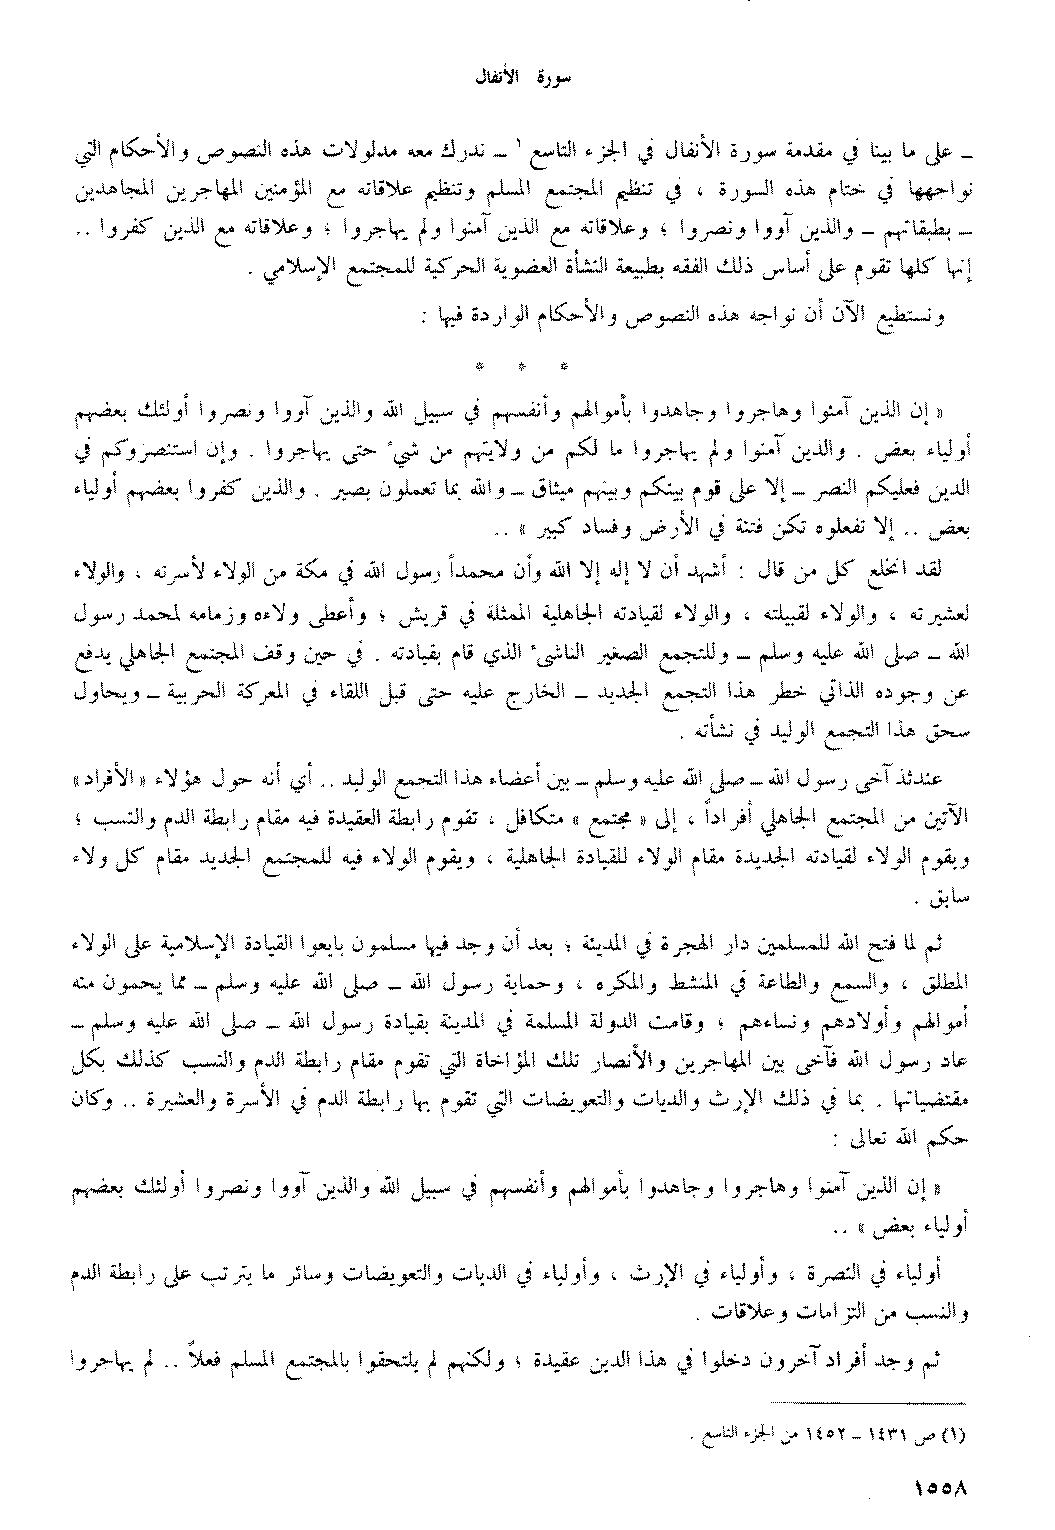 سورة الأنفال
ـ على ما بينا في مقدمة سورة الأنفال في الجزء التاسع ١ ـ ندرك معه مدلولات هذه النصوص والأحكام التي
نواجهها في ختام هذه السورة ، في تنظيم المجتمع المسلم وتنظيم علاقاته مع المؤمنين المهاجرين المجاهدين
ـ بطبقاتهم ـ والذين آووا ونصروا ؛ وعلاقاته مع الذين آمنوا ولم يهاجروا ؛ وعلاقاته مع الذين كفروا ..
إنها كلها تقوم على أساس ذلك الفقه بطبيعة النشأة العضوية الحركية للمجتمع الإسلامي .
ونستطيع الآن أن نواجه هذه النصوص والأحكام الواردة فيها :
* * *
« إن الذين آمنوا وهاجروا وجاهدوا بأموالهم وأنفسهم في سبيل الله والذين آووا ونصروا أولئك بعضهم
أولياء بعض . والذين آمنوا ولم يهاجروا ما لكم من ولايتهم من شيء حتى يهاجروا . وإن استنصروكم في
الدين فعليكم النصر ـ إلا على قوم بينكم وبينهم ميثاق ـ والله بما تعملون بصير . والذين كفروا بعضهم أولياء
بعض .. إلا تفعلوه تكن فتنة في الأرض وفساد كبير » ..
لقد انخلع كل من قال : أشهد أن لا إله إلا الله وأن محمداً رسول الله في مكة من الولاء لأسرته ، والولاء
لعشيرته ، والولاء لقبيلته ، والولاء لقيادته الجاهلية الممثلة في قريش ؛ وأعطى ولاءه وزمامه لمحمد رسول
الله ـ صلى الله عليه وسلم ـ وللتجمع الصغير الناشئ الذي قام بقيادته . في حين وقف المجتمع الجاهلي يدفع
عن وجوده الذاتي خطر هذا التجمع الجديد ـ الخارج عليه حتى قبل اللقاء في المعركة الحربية ـ ويحاول
سحق هذا التجمع الوليد في نشأته .
عندئذ آخى رسول الله ـ صلى الله عليه وسلم ـ بين أعضاء هذا التجمع الوليد .. أي أنه حول هؤلاء «الأفراد»
الآتين من المجتمع الجاهلي أفراداً ، إلى « مجتمع » متكافل ، تقوم رابطة العقيدة فيه مقام رابطة الدم والنسب ؛
ويقوم الولاء لقيادته الجديدة مقام الولاء للقيادة الجاهلية ، ويقوم الولاء فيه للمجتمع الجديد مقام كل ولاء
سابق .
ثم لما فتح الله للمسلمين دار الهجرة في المدينة ؛ بعد أن وجد فيها مسلمون بايعوا القيادة الإسلامية على الولاء
المطلق ، والسمع والطاعة في المنشط والمكره ، وحماية رسول الله ـ صلى الله عليه وسلم ـ مما يحمون منه
أموالهم وأولادهم ونساءهم ؛ وقامت الدولة المسلمة في المدينة بقيادة رسول الله ـ صلى الله عليه وسلم ـ
عاد رسول الله فآخى بين المهاجرين والأنصار تلك المؤاخاة التي تقوم مقام رابطة الدم والنسب كذلك بكل
مقتضياتها . بما في ذلك الإرث والديات والتعويضات التي تقوم بها رابطة الدم في الأسرة والعشيرة .. وكان
حكم الله تعالى :
« إن الذين آمنوا وهاجروا وجاهدوا بأموالهم وأنفسهم في سبيل الله والذين آووا ونصروا أولئك بعضهم
أولياء بعض » ..
أولياء في النصرة ، وأولياء في الإرث ، وأولياء في الديات والتعويضات وسائر ما يترتب على رابطة الدم
والنسب من التزامات وعلاقات .
ثم وجد أفراد آخرون دخلوا في هذا الدين عقيدة ؛ ولكنهم لم يلتحقوا بالمجتمع المسلم فعلاً .. لم يهاجروا
(١) ص ١٤٣١ ـ ١٤٥٢ من الجزء التاسع .
١٥٥٨